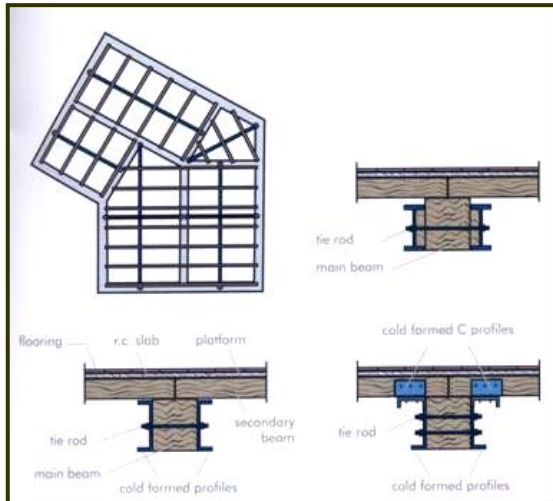 tie rod
main beam
flooring r.c. slab platform
secondary
beam
tie rod
main beam
cold formed profiles
cold formed C profiles
tie rod
cold formed profiles